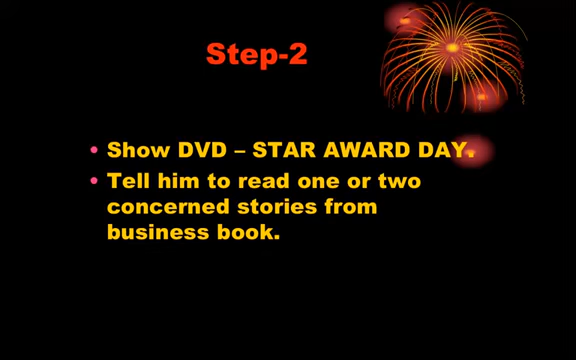 Step-2
• Show DVD – STAR AWARD DAY.
• Tell him to read one or two
concerned stories from
business book.